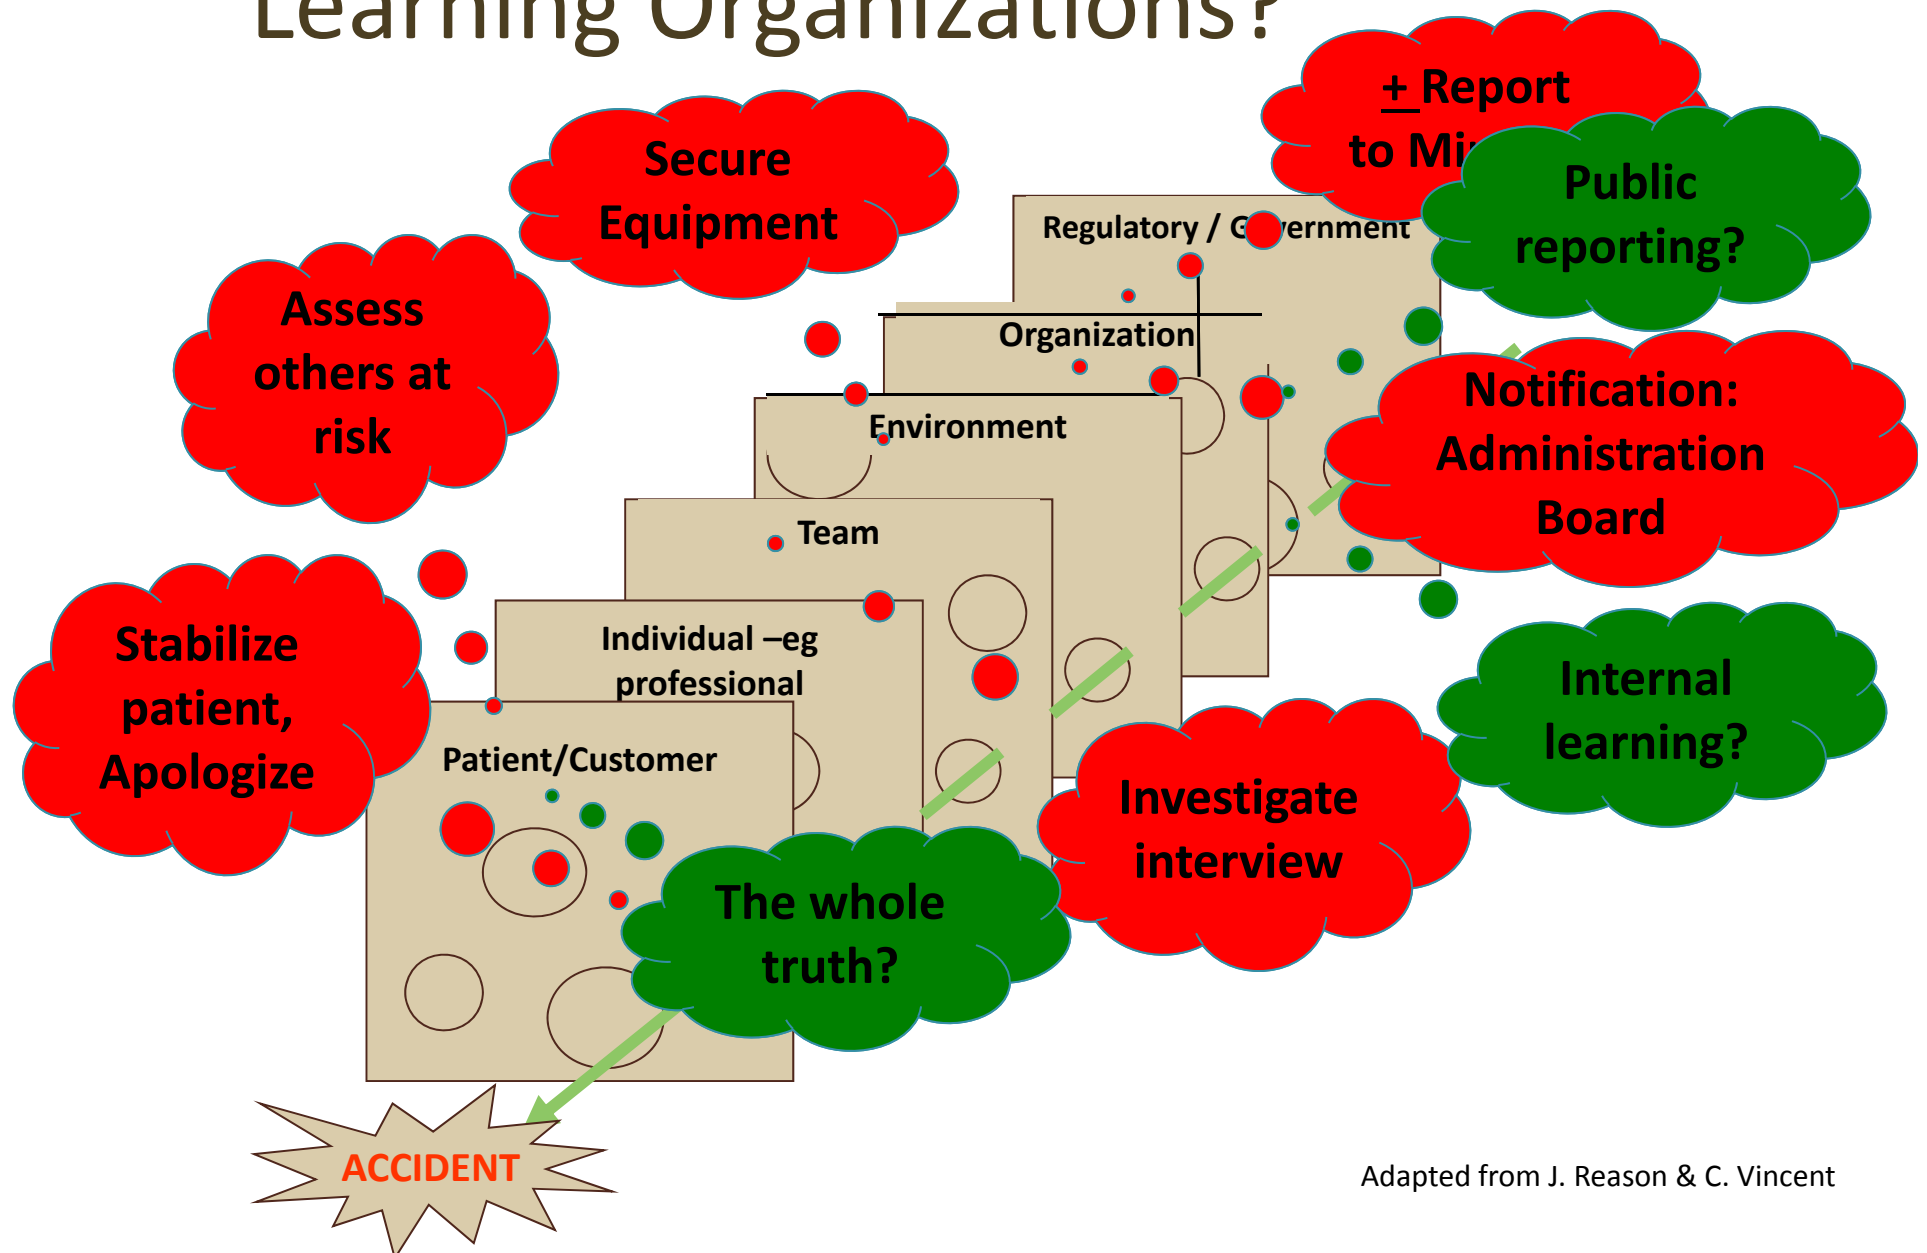 Learning Organizations?
+ Report
to Mi
Public
reporting?
Secure
Equipment
Regulatory / Government
Assess
others at
risk
Organization
Notification:
Administration
Board
Environment
Team
Stabilize
patient,
Apologize
Individual –eg
professional
Internal
learning?
Patient/Customer
Investigate
interview
The whole
truth?
ACCIDENT
Adapted from J. Reason & C. Vincent